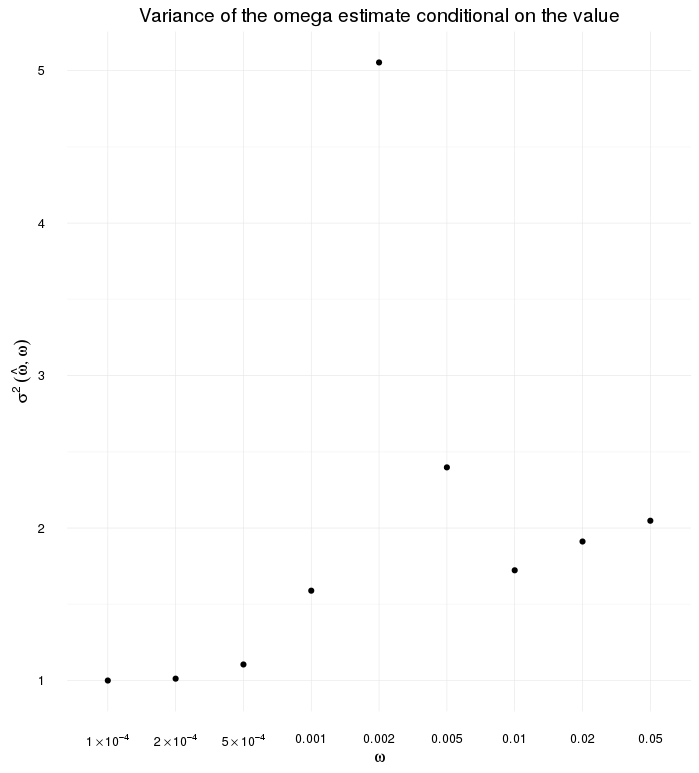 Variance of the omega estimate conditional on the value
5
4
3
2
1
σ² (ω̂, ω)
1×10⁻⁴ 2×10⁻⁴ 5×10⁻⁴ 0.001 0.002 0.005 0.01 0.02 0.05
ω